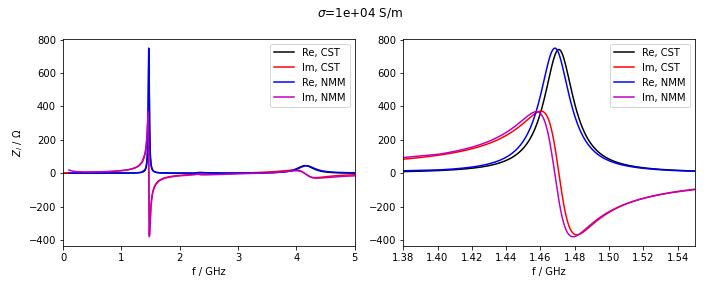 σ=1e+04 S/m
Z_l / Ω
800
600
400
200
0
−200
−400
0
1
2
3
4
5
f / GHz
Re, CST
Im, CST
Re, NMM
Im, NMM
800
600
400
200
0
−200
−400
1.38
1.40
1.42
1.44
1.46
1.48
1.50
1.52
1.54
f / GHz
Re, CST
Im, CST
Re, NMM
Im, NMM